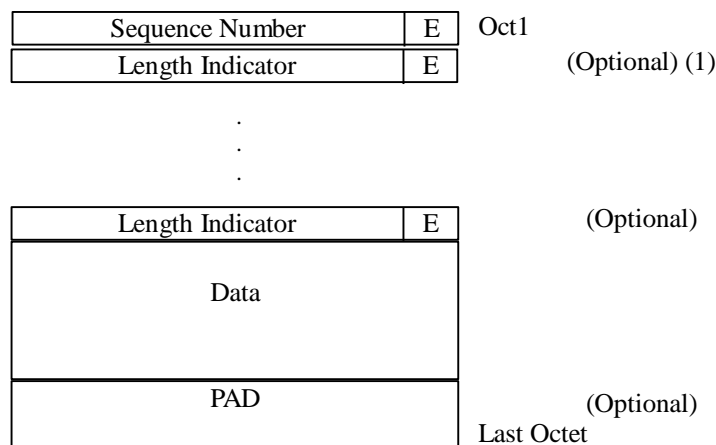 Sequence Number E Oct1
Length Indicator E (Optional) (1)
.
.
.
Length Indicator E (Optional)
Data
PAD (Optional)
Last Octet